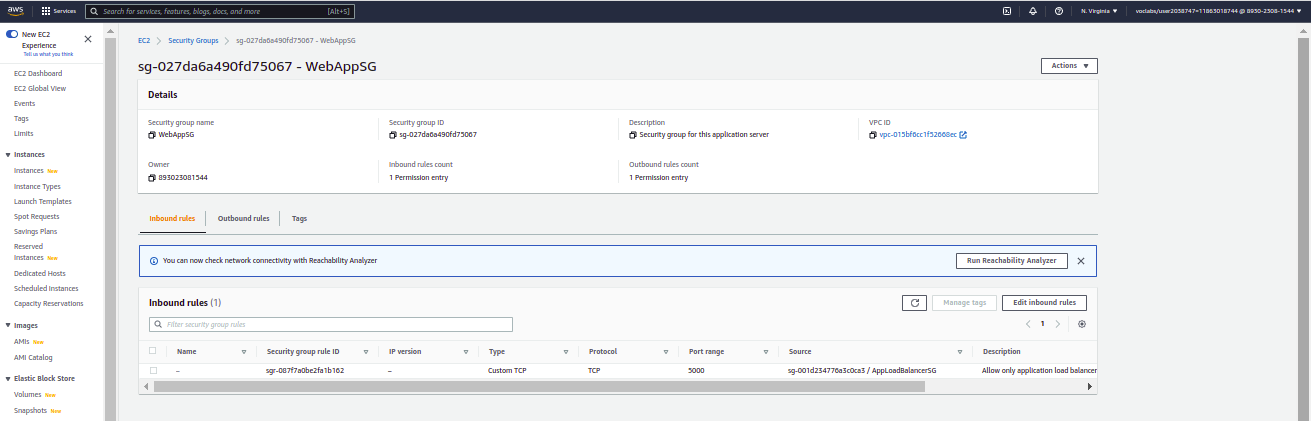 aws Services Search for services, features, blogs, docs, and more [Alt+S] N. Virginia voclabs/user2038747=11863018744 @ 8930-2308-1544
New EC2
Experience
Tell us what you think
EC2 Dashboard
EC2 Global View
Events
Tags
Limits
Instances
Instances New
Instance Types
Launch Templates
Spot Requests
Savings Plans
Reserved
Instances New
Dedicated Hosts
Scheduled Instances
Capacity Reservations
Images
AMIs New
AMI Catalog
Elastic Block Store
Volumes New
Snapshots New
EC2 Security Groups sg-027da6a490fd75067 - WebAppSG
sg-027da6a490fd75067 - WebAppSG Actions
Details
Security group name Security group ID Description VPC ID
WebAppSG sg-027da6a490fd75067 Security group for this application server vpc-015bf6cc1f52668ec
Owner Inbound rules count Outbound rules count
893023081544 1 Permission entry 1 Permission entry
Inbound rules Outbound rules Tags
You can now check network connectivity with Reachability Analyzer Run Reachability Analyzer
Inbound rules (1) Manage tags Edit inbound rules
Filter security group rules 1
Name Security group rule ID IP version Type Protocol Port range Source Description
– sgr-087f7a0be2fa1b162 – Custom TCP TCP 5000 sg-001d234776a3c0ca3 / AppLoadBalancerSG Allow only application load balancer